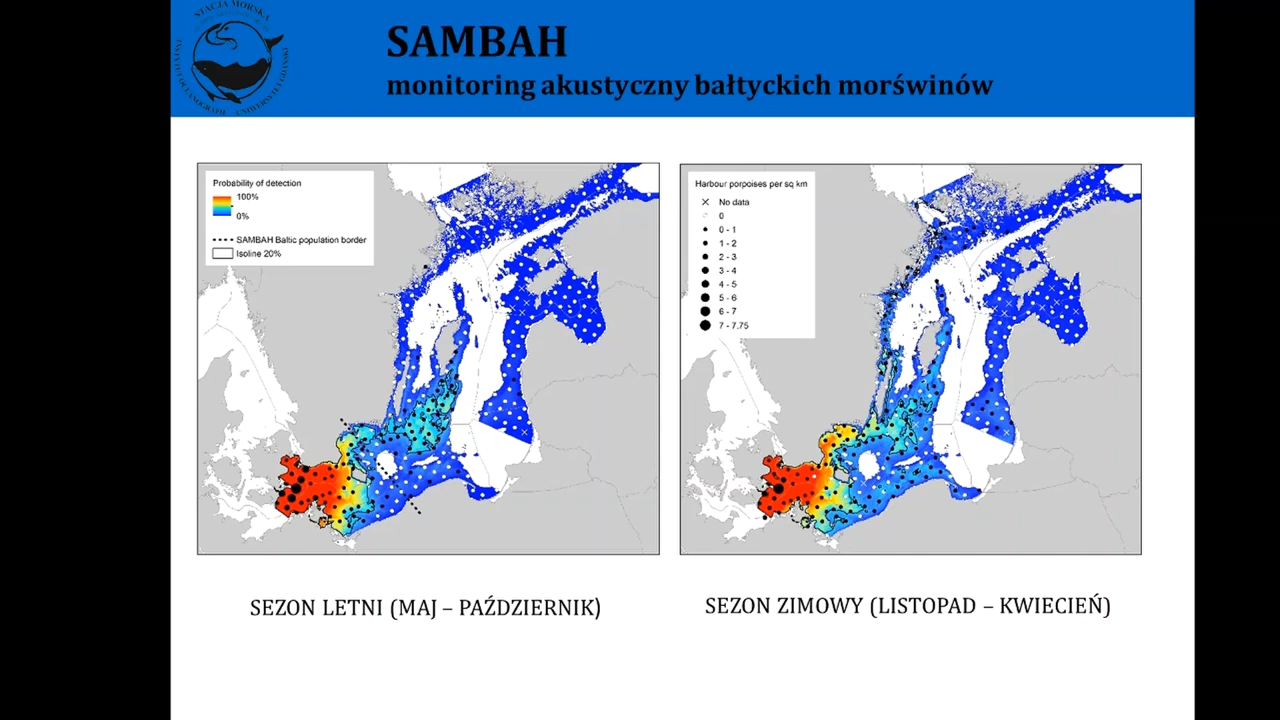 STACJA MORSKA
SAMBAH
monitoring akustyczny bałtyckich morświnów
Probability of detection
100%
0%
SAMBAH Baltic population border
Isoline 20%
Harbour porpoises per sq km
No data
0
0 - 1
1 - 2
2 - 3
3 - 4
4 - 5
5 - 6
6 - 7
7 - 7.75
SEZON LETNI (MAJ – PAŹDZIERNIK)
SEZON ZIMOWY (LISTOPAD – KWIECIEŃ)